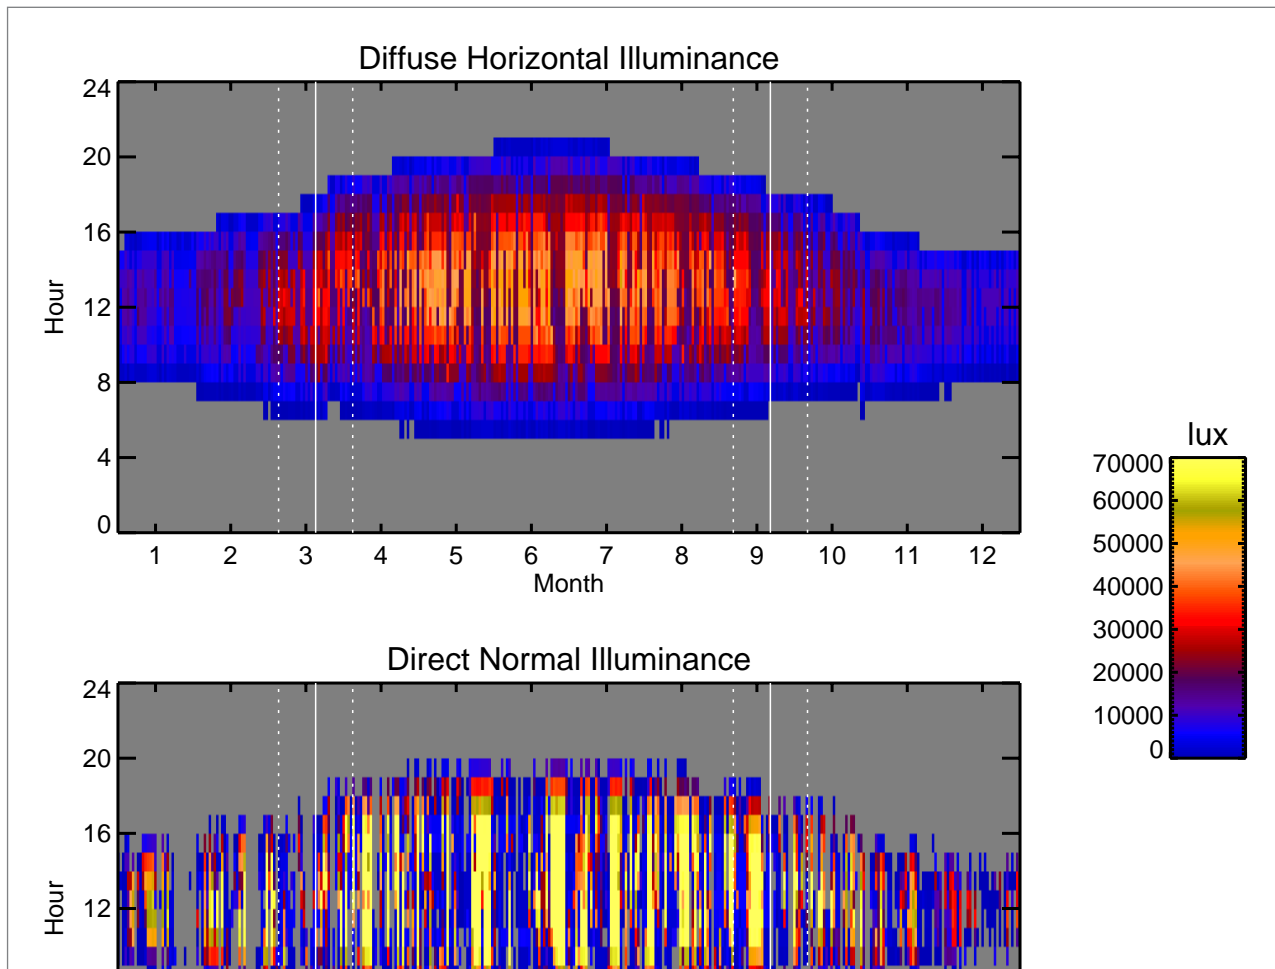 Diffuse Horizontal Illuminance
24
20
16
12
8
4
0
Hour
1 2 3 4 5 6 7 8 9 10 11 12
Month
lux
70000
60000
50000
40000
30000
20000
10000
0
Direct Normal Illuminance
24
20
16
12
Hour